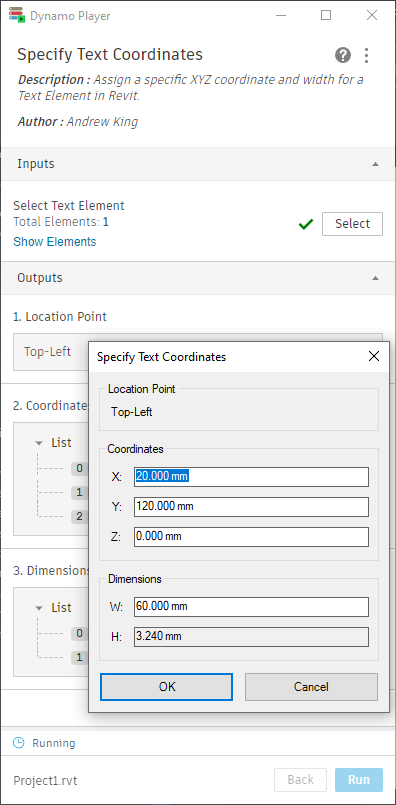 Dynamo Player
Specify Text Coordinates
Description : Assign a specific XYZ coordinate and width for a
Text Element in Revit.
Author : Andrew King
Inputs
Select Text Element
Total Elements: 1
Show Elements
Select
Outputs
1. Location Point
Top-Left
2. Coordinate
List
0
1
2
3. Dimensions
List
0
1
Specify Text Coordinates
Location Point
Top-Left
Coordinates
X: 20.000 mm
Y: 120.000 mm
Z: 0.000 mm
Dimensions
W: 60.000 mm
H: 3.240 mm
OK Cancel
Running
Project1.rvt Back Run